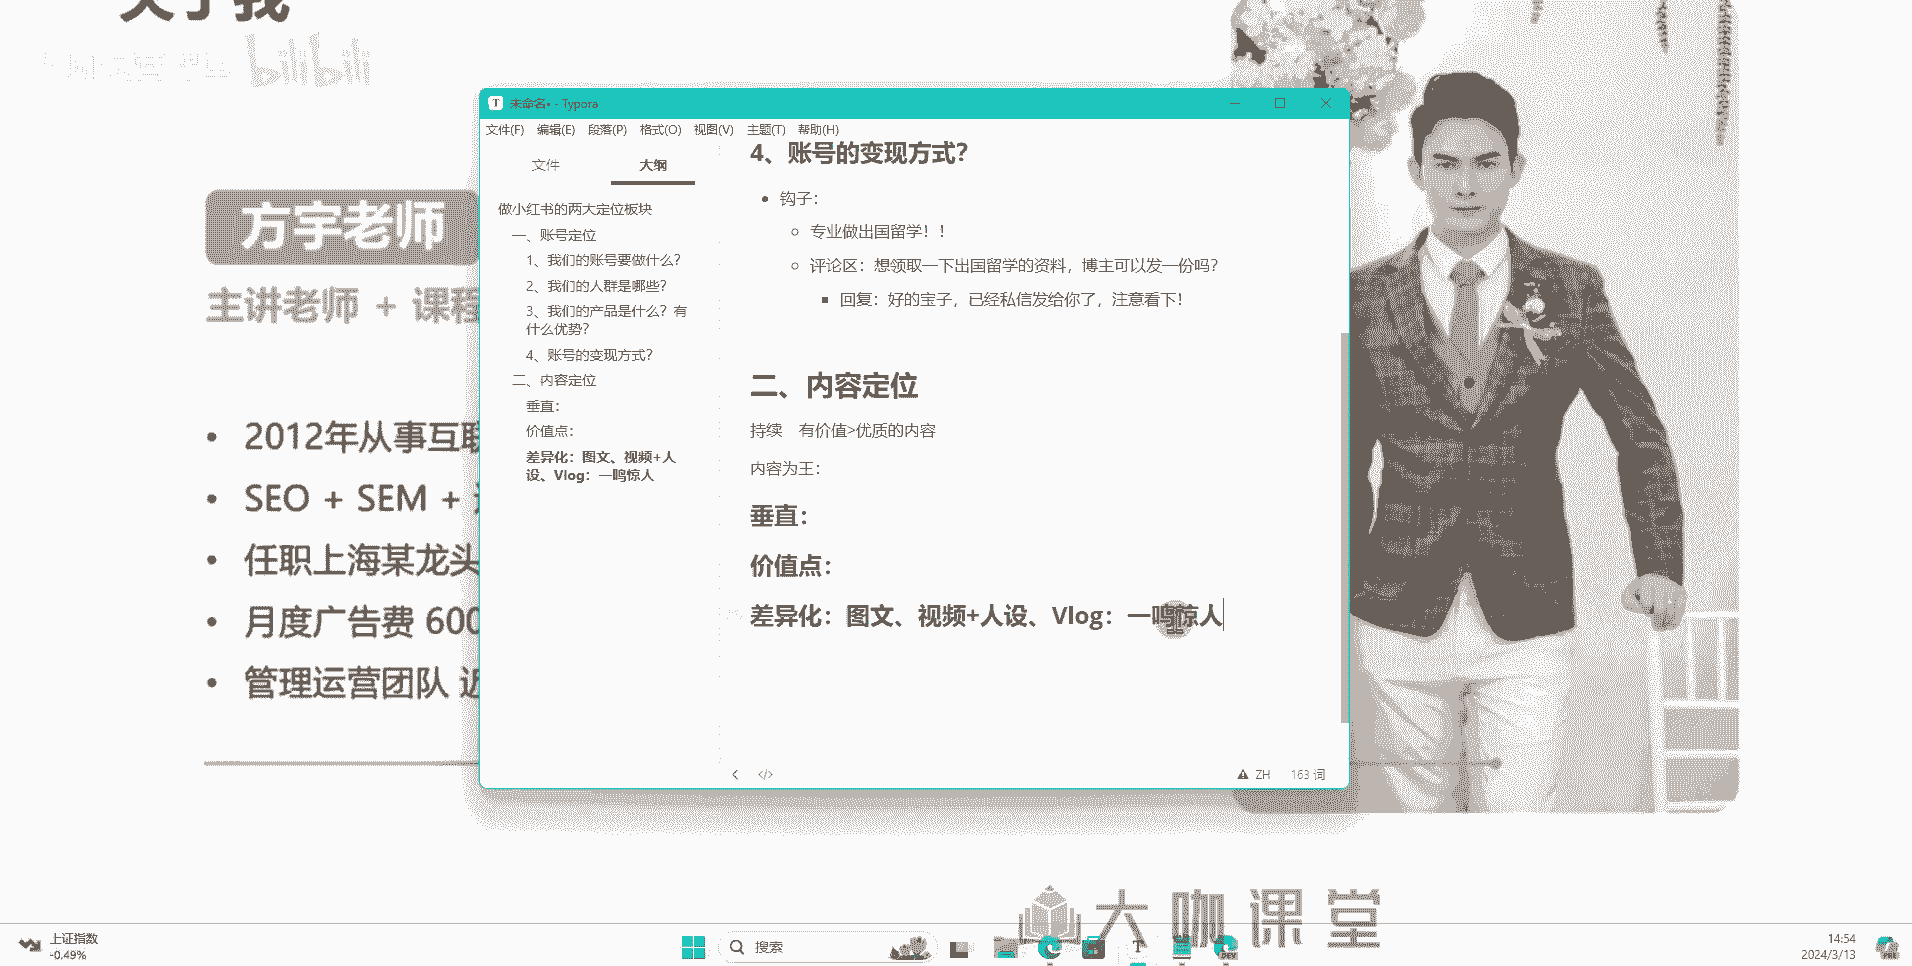 关于我
bilibili
未命名• - Typora
文件(F) 编辑(E) 段落(P) 格式(O) 视图(V) 主题(T) 帮助(H)
文件 大纲
做小红书的两大定位板块
一、账号定位
1、我们的账号要做什么？
2、我们的人群是哪些？
3、我们的产品是什么？有
什么优势？
4、账号的变现方式？
二、内容定位
垂直：
价值点：
差异化：图文、视频+人
设、Vlog：一鸣惊人
4、账号的变现方式？
• 钩子：
○ 专业做出国留学！！
○ 评论区：想领取一下出国留学的资料，博主可以发一份吗？
▪ 回复：好的宝子，已经私信发给你了，注意看下！
二、内容定位
持续 有价值>优质的内容
内容为王：
垂直：
价值点：
差异化：图文、视频+人设、Vlog：一鸣惊人
ZH 163 词
方宇老师
主讲老师 + 课程
• 2012年从事互联
• SEO + SEM +
• 任职上海某龙头
• 月度广告费 600
• 管理运营团队
大咖课堂
上证指数
-0.49%
搜索
DEV
14:54
2024/3/13
PRE